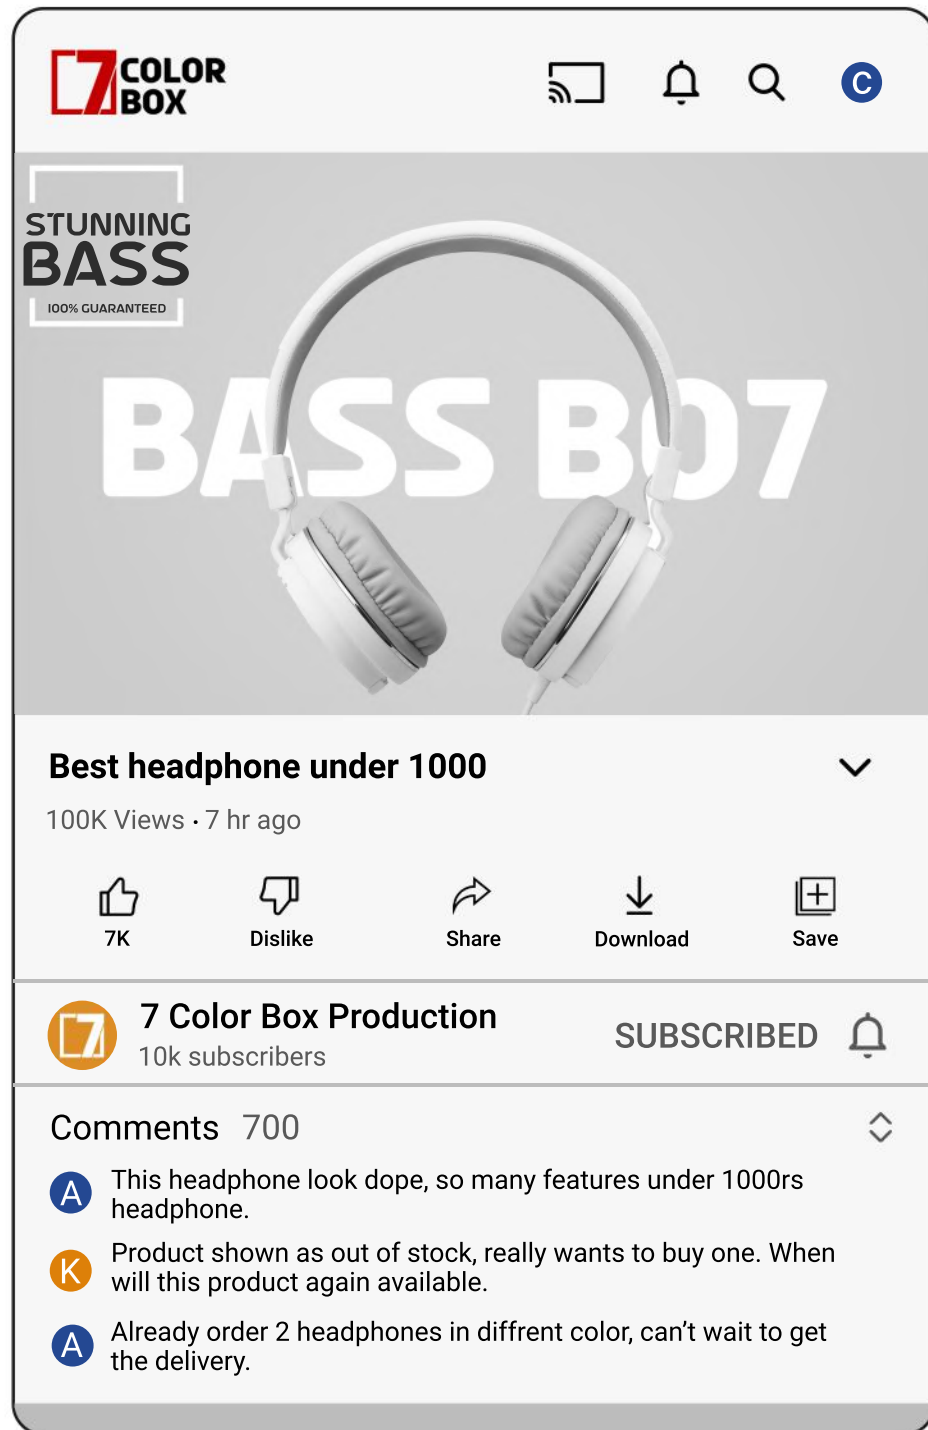 7 COLOR
BOX
C
STUNNING
BASS
100% GUARANTEED
BASS B07
Best headphone under 1000
100K Views · 7 hr ago
7K
Dislike
Share
Download
Save
7
7 Color Box Production
10k subscribers
SUBSCRIBED
Comments 700
A
This headphone look dope, so many features under 1000rs
headphone.
K
Product shown as out of stock, really wants to buy one. When
will this product again available.
A
Already order 2 headphones in diffrent color, can't wait to get
the delivery.